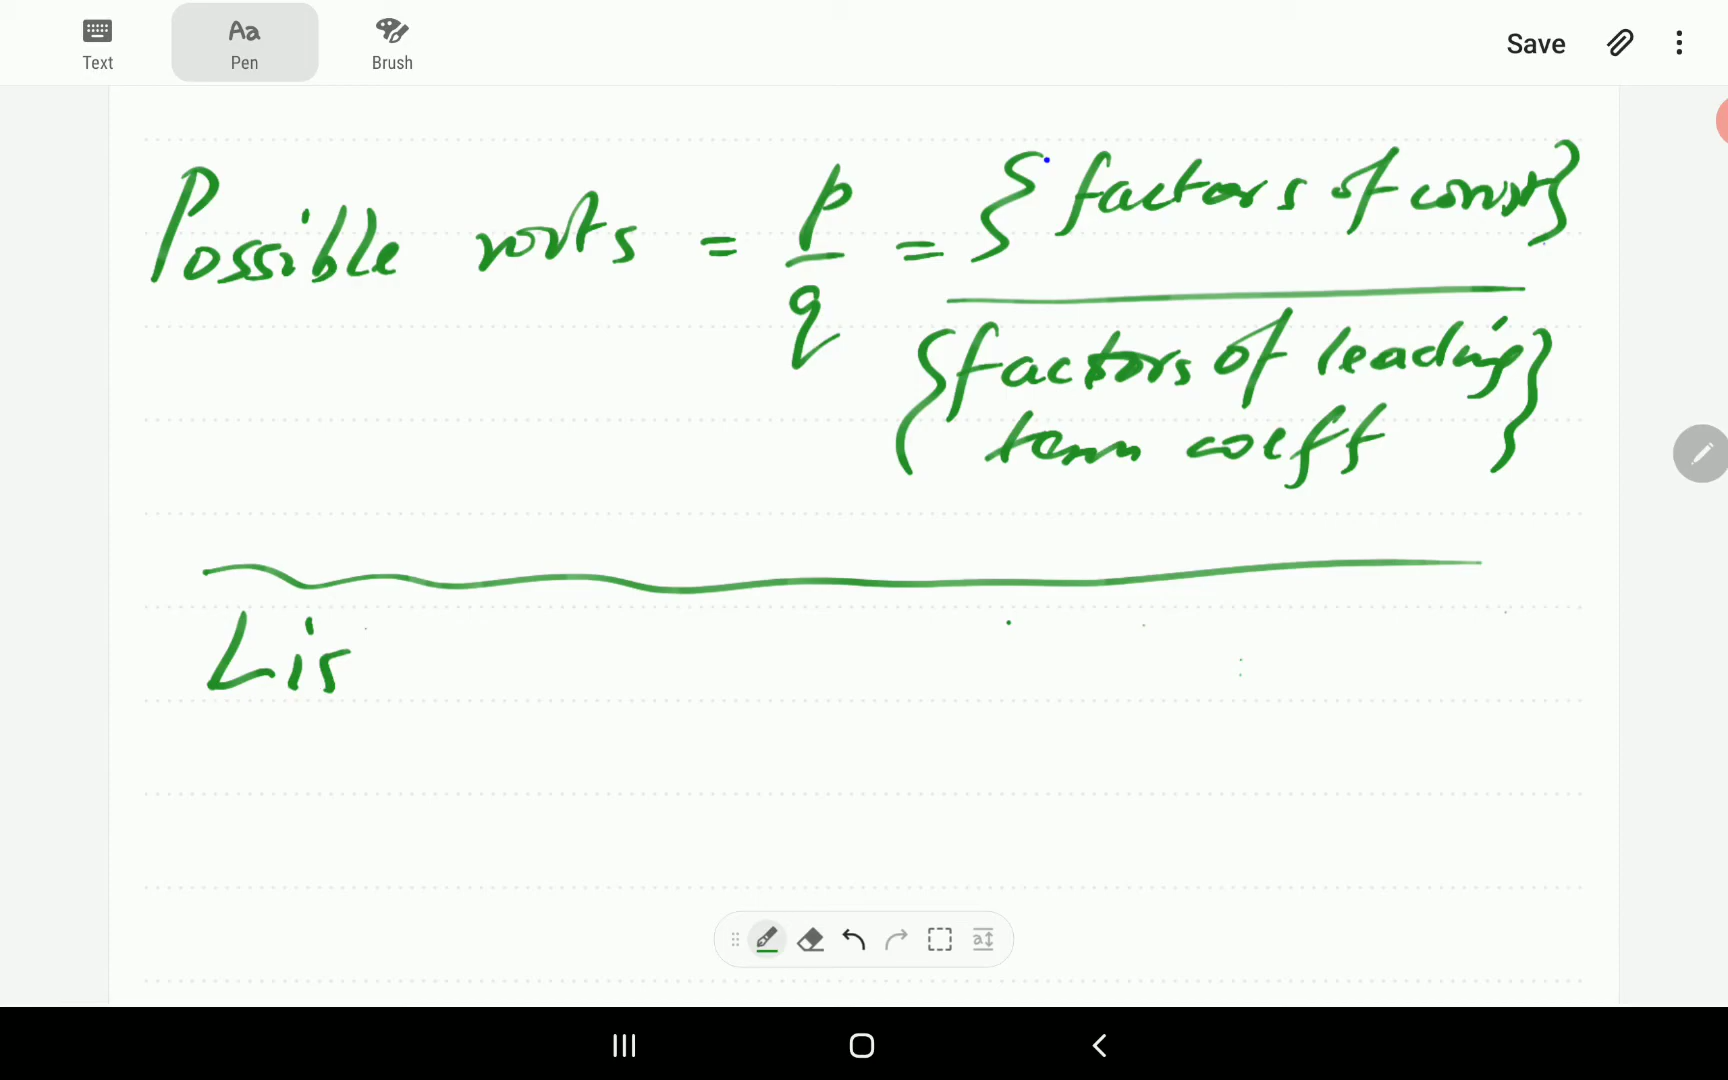 Text Pen Brush Save
Possible roots = p/q = {factors of const}
{factors of leading
term coeff}
Lis